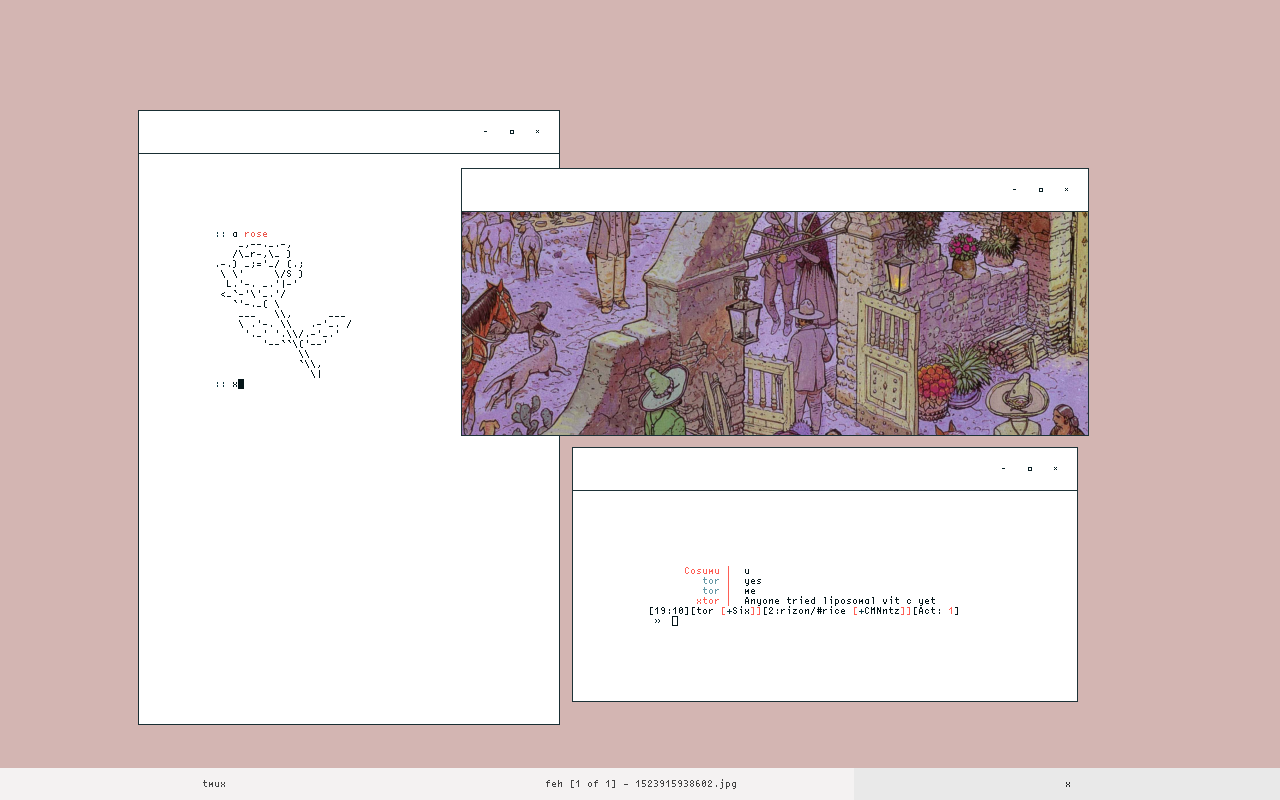 :: a rose
:: x
Cosumu | u
tor | yes
tor | me
xtor | Anyone tried liposomal vit c yet
[19:10][tor [+Six]][2:rizon/#rice [+CMNntz]][Act: 1]
»
tmux
feh [1 of 1] - 1523915938602.jpg
x